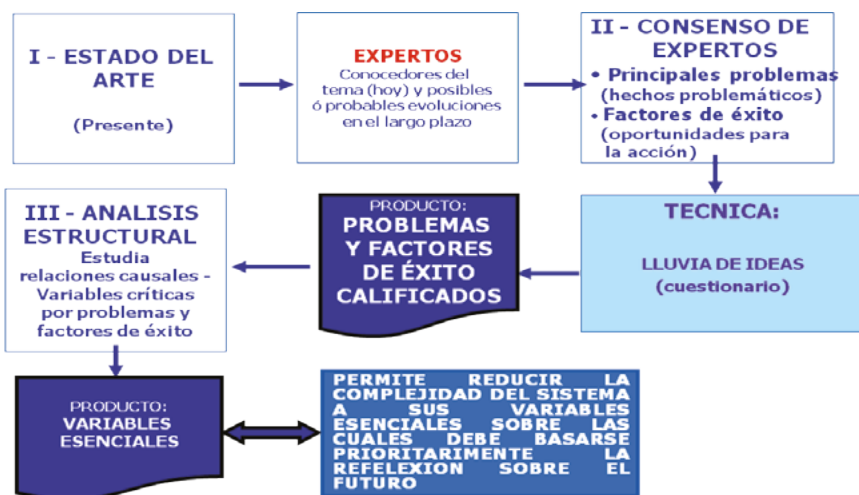 I - ESTADO DEL
ARTE
(Presente)
EXPERTOS
Conocedores del
tema (hoy) y posibles
ó probables evoluciones
en el largo plazo
II - CONSENSO DE
EXPERTOS
• Principales problemas
(hechos problemáticos)
• Factores de éxito
(oportunidades para
la acción)
TECNICA:
LLUVIA DE IDEAS
(cuestionario)
PRODUCTO:
PROBLEMAS
Y FACTORES
DE ÉXITO
CALIFICADOS
III - ANALISIS
ESTRUCTURAL
Estudia
relaciones causales -
Variables críticas
por problemas y
factores de éxito
PRODUCTO:
VARIABLES
ESENCIALES
PERMITE REDUCIR LA
COMPLEJIDAD DEL SISTEMA
A SUS VARIABLES
ESENCIALES SOBRE LAS
CUALES DEBE BASARSE
PRIORITARIMENTE LA
REFELEXION SOBRE EL
FUTURO